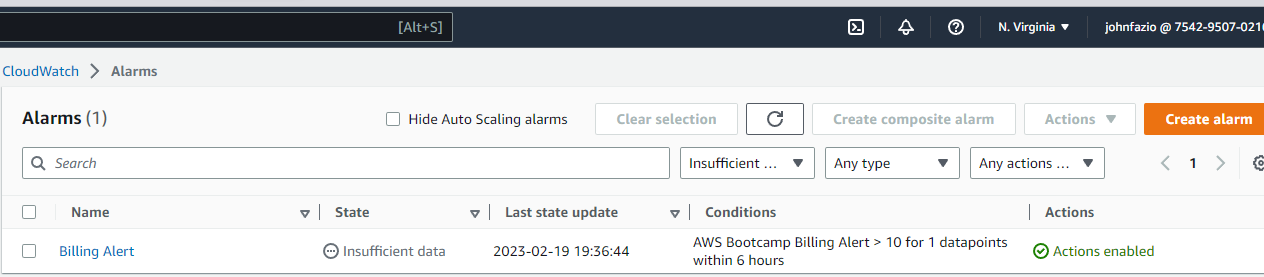 [Alt+S]
N. Virginia
johnfazio @ 7542-9507-0210
CloudWatch
Alarms
Alarms (1)
Hide Auto Scaling alarms
Clear selection
Create composite alarm
Actions
Create alarm
Search
Insufficient ...
Any type
Any actions ...
1
Name
State
Last state update
Conditions
Actions
Billing Alert
Insufficient data
2023-02-19 19:36:44
AWS Bootcamp Billing Alert > 10 for 1 datapoints
within 6 hours
Actions enabled